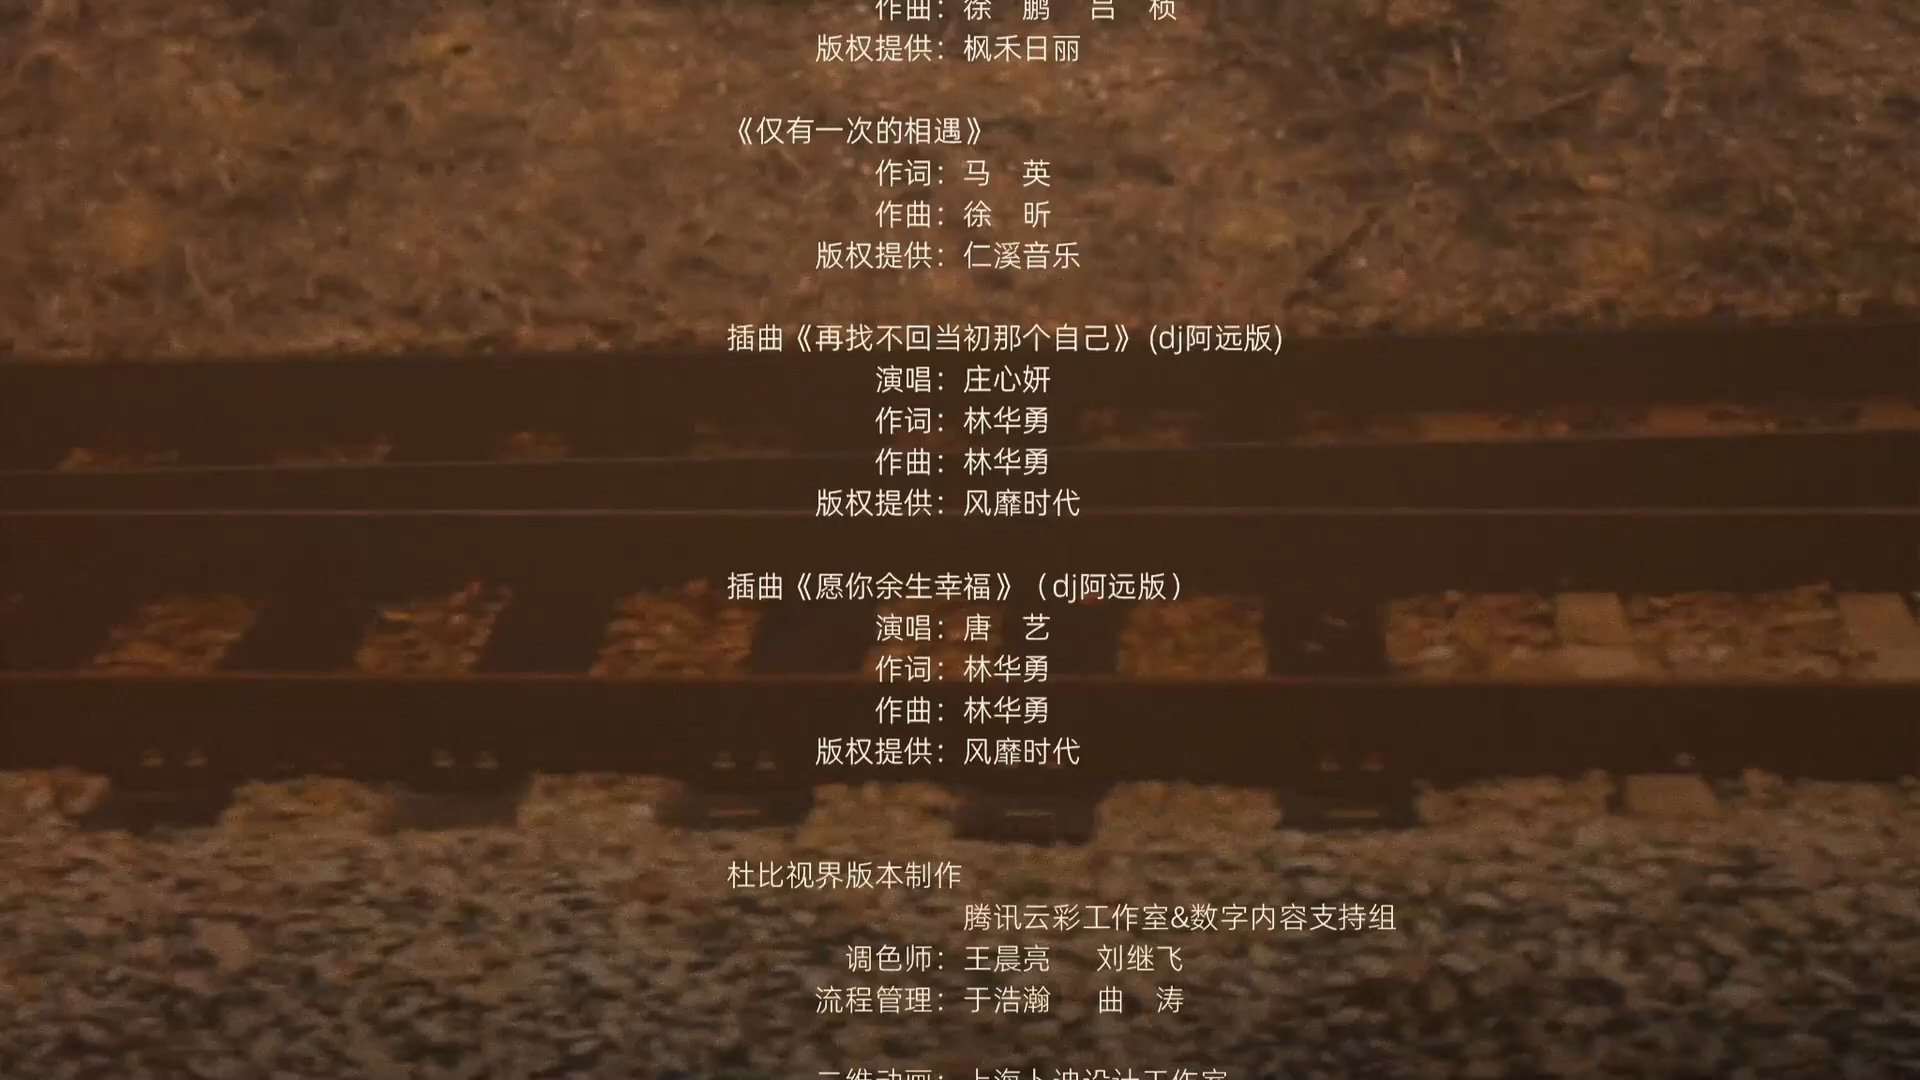 作曲：徐　鹏　吕　桢
版权提供：枫禾日丽
《仅有一次的相遇》
作词：马　英
作曲：徐　昕
版权提供：仁溪音乐
插曲《再找不回当初那个自己》(dj阿远版)
演唱：庄心妍
作词：林华勇
作曲：林华勇
版权提供：风靡时代
插曲《愿你余生幸福》（dj阿远版）
演唱：唐　艺
作词：林华勇
作曲：林华勇
版权提供：风靡时代
杜比视界版本制作
腾讯云彩工作室&数字内容支持组
调色师：王晨亮　刘继飞
流程管理：于浩瀚　曲　涛